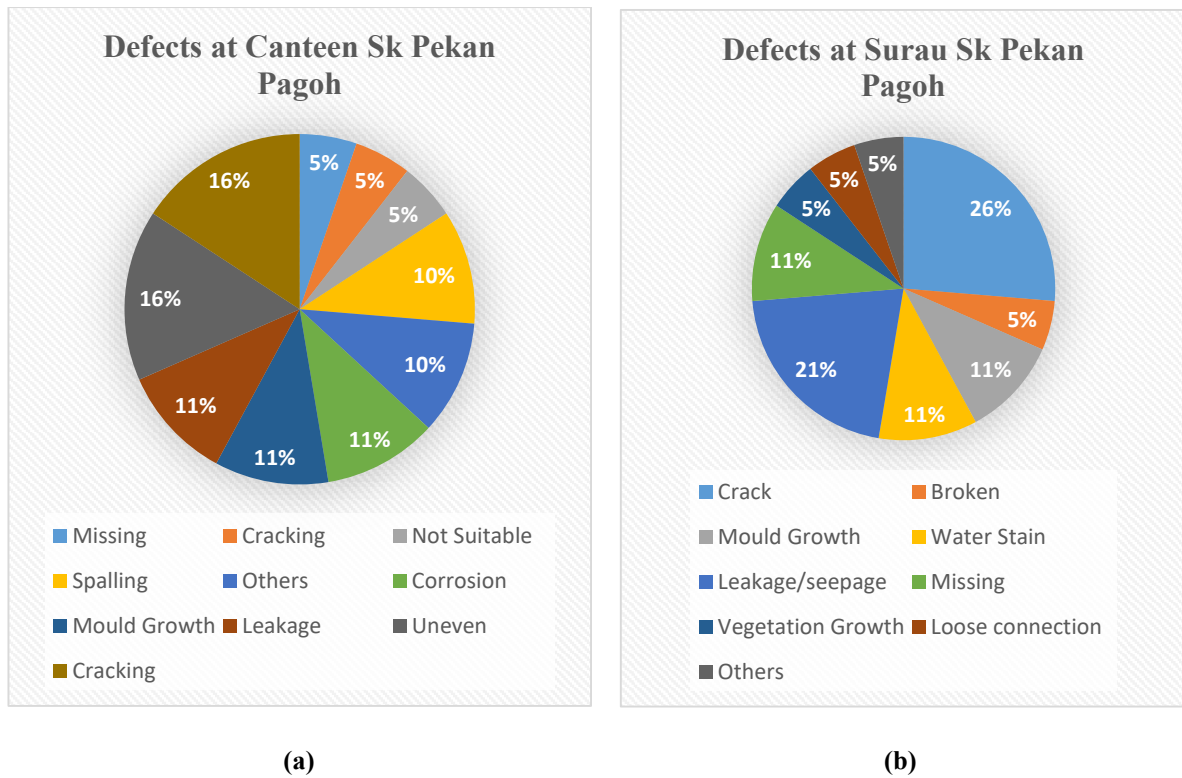 Defects at Canteen Sk Pekan
Pagoh
5%
5%
5%
10%
10%
11%
11%
11%
16%
16%
Missing
Cracking
Not Suitable
Spalling
Others
Corrosion
Mould Growth
Leakage
Uneven
Cracking
(a)
Defects at Surau Sk Pekan
Pagoh
26%
5%
11%
11%
21%
11%
5%
5%
5%
Crack
Broken
Mould Growth
Water Stain
Leakage/seepage
Missing
Vegetation Growth
Loose connection
Others
(b)